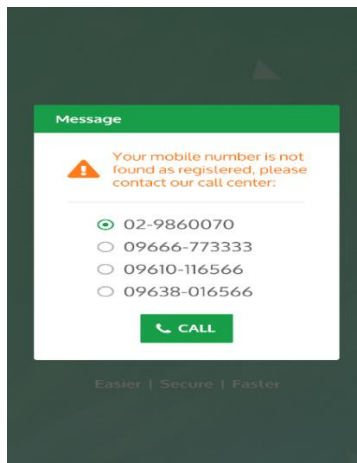 Message
Your mobile number is not
found as registered, please
contact our call center:
02-9860070
09666-773333
09610-116566
09638-016566
CALL
Easier | Secure | Faster